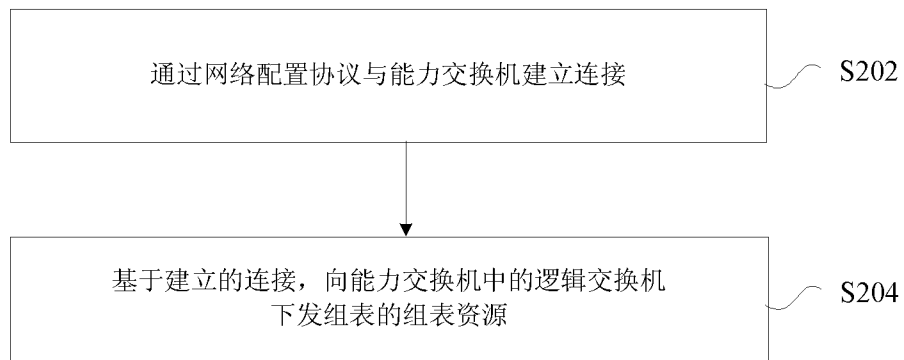 通过网络配置协议与能力交换机建立连接
S202
基于建立的连接，向能力交换机中的逻辑交换机
下发组表的组表资源
S204